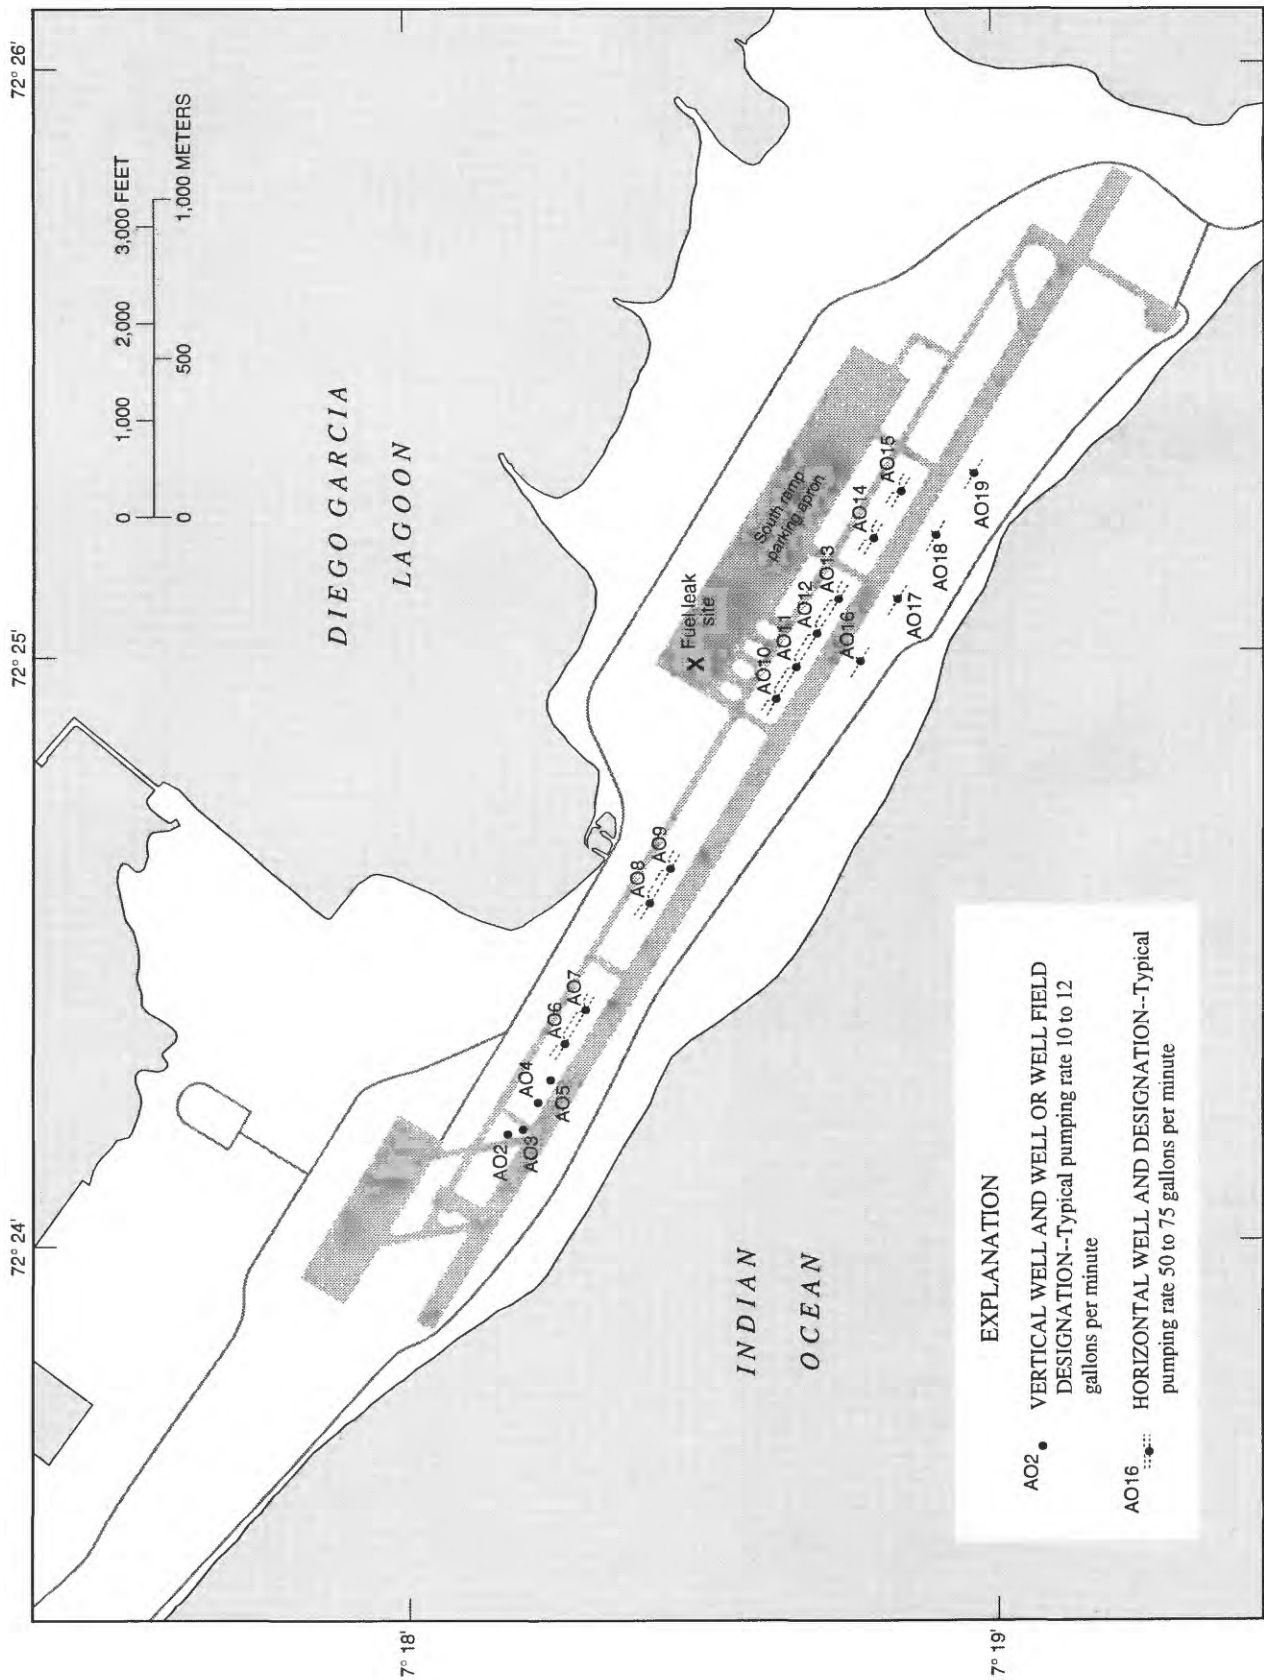 72° 24'
72° 25'
72° 26'
7° 18'
7° 19'
0 1,000 2,000 3,000 FEET
0 500 1,000 METERS
DIEGO GARCIA
LAGOON
INDIAN
OCEAN
X Fuel leak
site
South ramp
parking apron
AO2
AO3
AO4
AO5
AO6
AO7
AO8
AO9
AO10
AO11
AO12
AO13
AO14
AO15
AO16
AO17
AO18
AO19
EXPLANATION
AO2 VERTICAL WELL AND WELL OR WELL FIELD
DESIGNATION--Typical pumping rate 10 to 12
gallons per minute
AO16 HORIZONTAL WELL AND DESIGNATION--Typical
pumping rate 50 to 75 gallons per minute